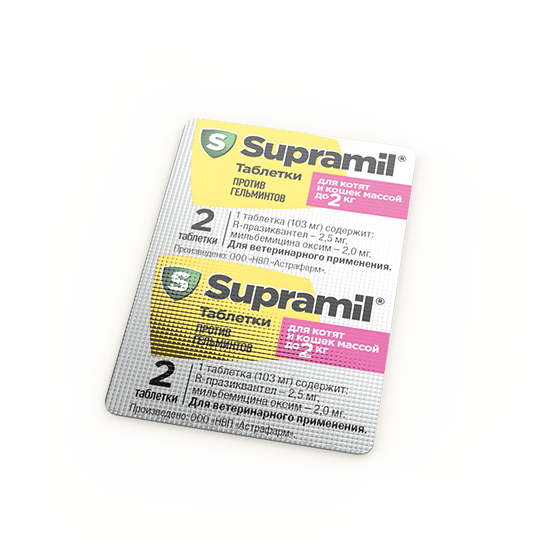 S Supramil®
Таблетки
ПРОТИВ
ГЕЛЬМИНТОВ
для котят
и кошек массой
до 2 кг
2
таблетки
1 таблетка (103 мг) содержит:
R-празиквантел – 2,5 мг,
мильбемицина оксим – 2,0 мг.
Для ветеринарного применения.
Произведено: ООО «НВП «Астрафарм».
S Supramil®
Таблетки
ПРОТИВ
ГЕЛЬМИНТОВ
для котят
и кошек массой
до 2 кг
2
таблетки
1 таблетка (103 мг) содержит:
R-празиквантел – 2,5 мг,
мильбемицина оксим – 2,0 мг.
Для ветеринарного применения.
Произведено: ООО «НВП «Астрафарм».